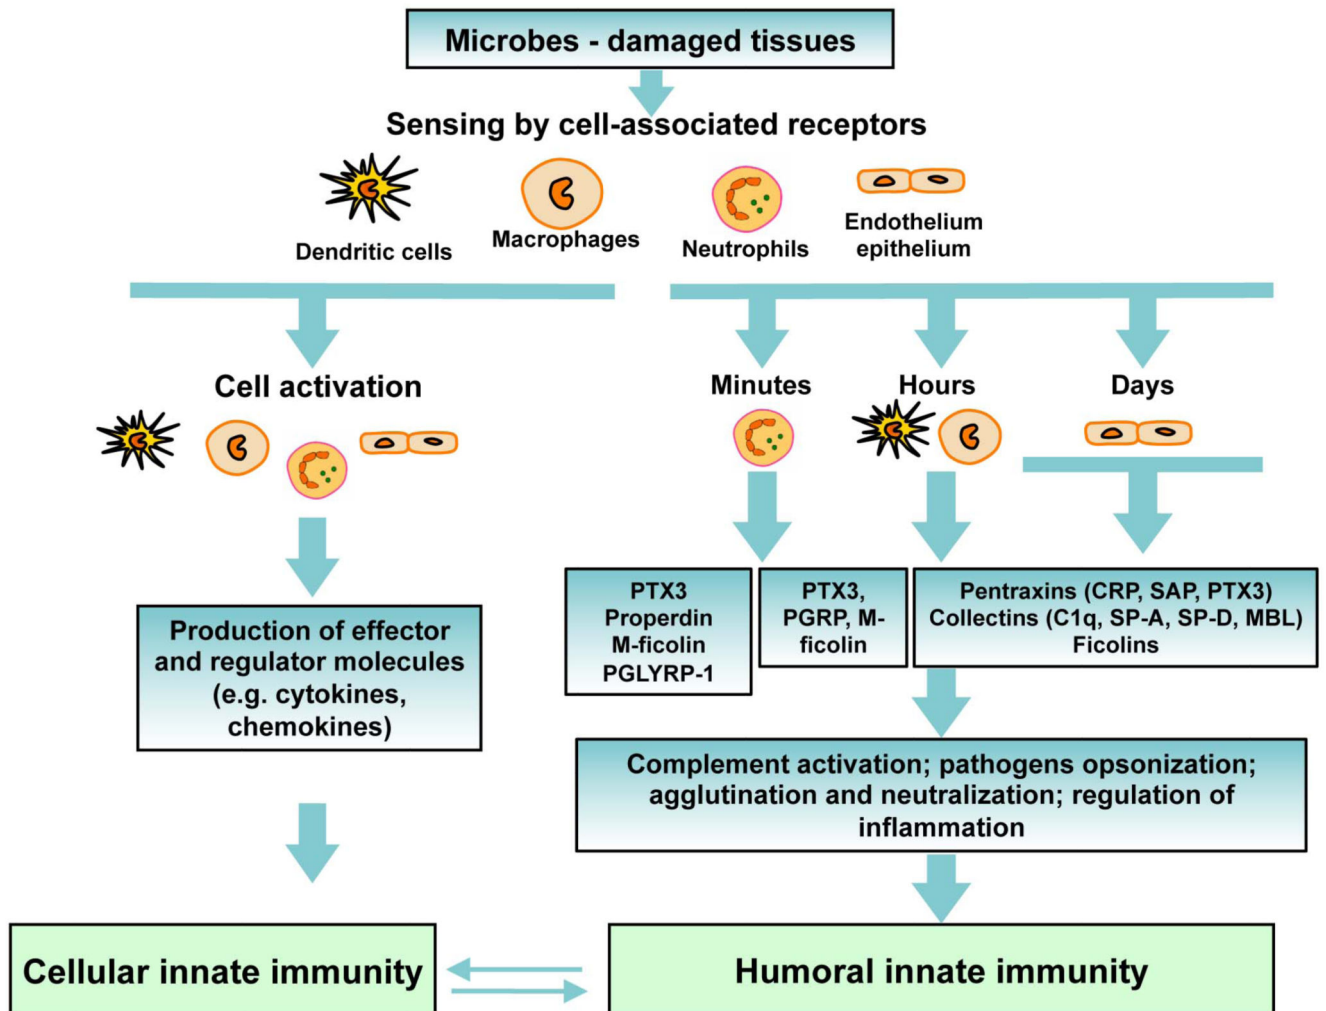 Microbes - damaged tissues
Sensing by cell-associated receptors
Dendritic cells
Macrophages
Neutrophils
Endothelium
epithelium
Cell activation
Minutes
Hours
Days
Production of effector
and regulator molecules
(e.g. cytokines,
chemokines)
PTX3
Properdin
M-ficolin
PGLYRP-1
PTX3,
PGRP, M-
ficolin
Pentraxins (CRP, SAP, PTX3)
Collectins (C1q, SP-A, SP-D, MBL)
Ficolins
Complement activation; pathogens opsonization;
agglutination and neutralization; regulation of
inflammation
Cellular innate immunity
Humoral innate immunity